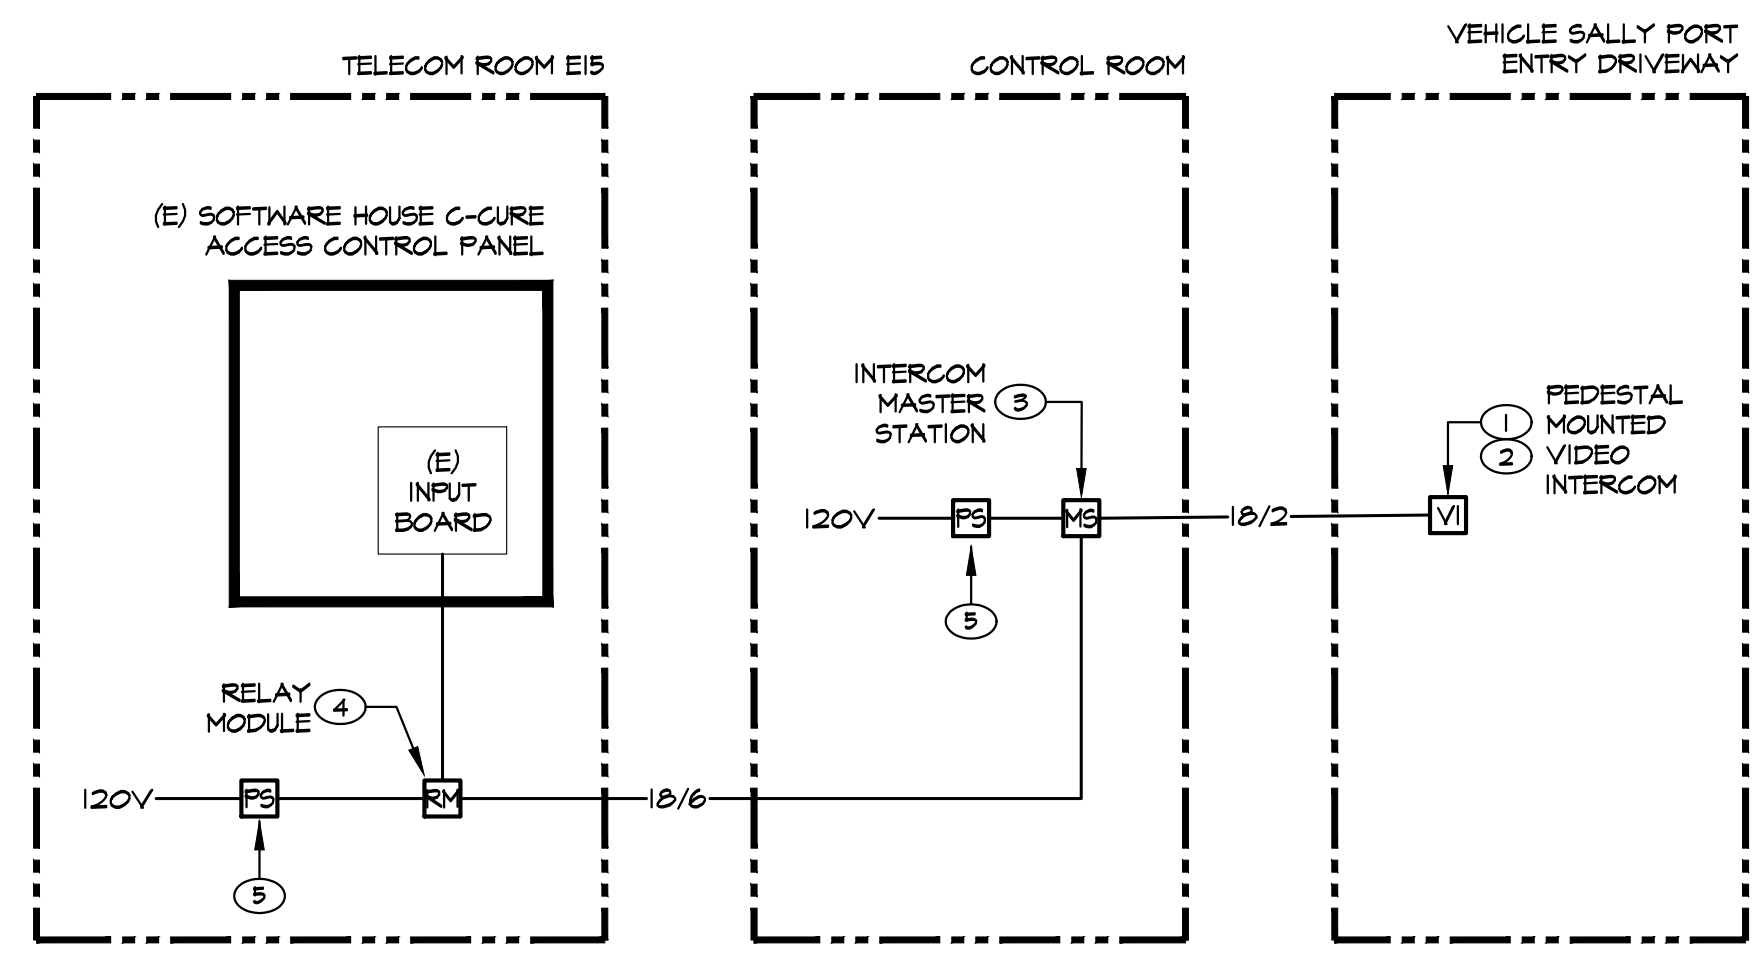 TELECOM ROOM E15
(E) SOFTWARE HOUSE C-CURE
ACCESS CONTROL PANEL
(E)
INPUT
BOARD
RELAY
MODULE
4
120V
PS
RM
18/6
5
CONTROL ROOM
INTERCOM
MASTER
STATION
3
120V
PS
MS
18/2
5
VEHICLE SALLY PORT
ENTRY DRIVEWAY
1
2
PEDESTAL
MOUNTED
VIDEO
INTERCOM
VI